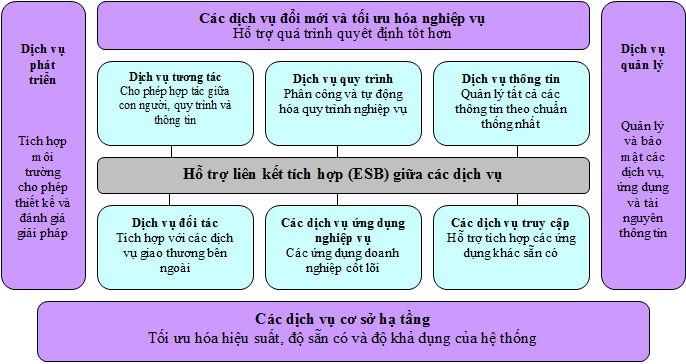 Các dịch vụ đổi mới và tối ưu hóa nghiệp vụ
Hỗ trợ quá trình quyết định tốt hơn
Dịch vụ
phát
triển
Tích hợp
môi
trường
cho phép
thiết kế và
đánh giá
giải pháp
Dịch vụ tương tác
Cho phép hợp tác giữa
con người, quy trình và
thông tin
Dịch vụ quy trình
Phân công và tự động
hóa quy trình nghiệp vụ
Dịch vụ thông tin
Quản lý tất cả các
thông tin theo chuẩn
thống nhất
Dịch vụ
quản lý
Quản lý
và bảo
mật các
dịch vụ,
ứng dụng
và tài
nguyên
thông tin
Hỗ trợ liên kết tích hợp (ESB) giữa các dịch vụ
Dịch vụ đối tác
Tích hợp với các dịch
vụ giao thương bên
ngoài
Các dịch vụ ứng dụng
nghiệp vụ
Các ứng dụng doanh
nghiệp cốt lõi
Các dịch vụ truy cập
Hỗ trợ tích hợp các ứng
dụng khác sẵn có
Các dịch vụ cơ sở hạ tầng
Tối ưu hóa hiệu suất, độ sẵn có và độ khả dụng của hệ thống